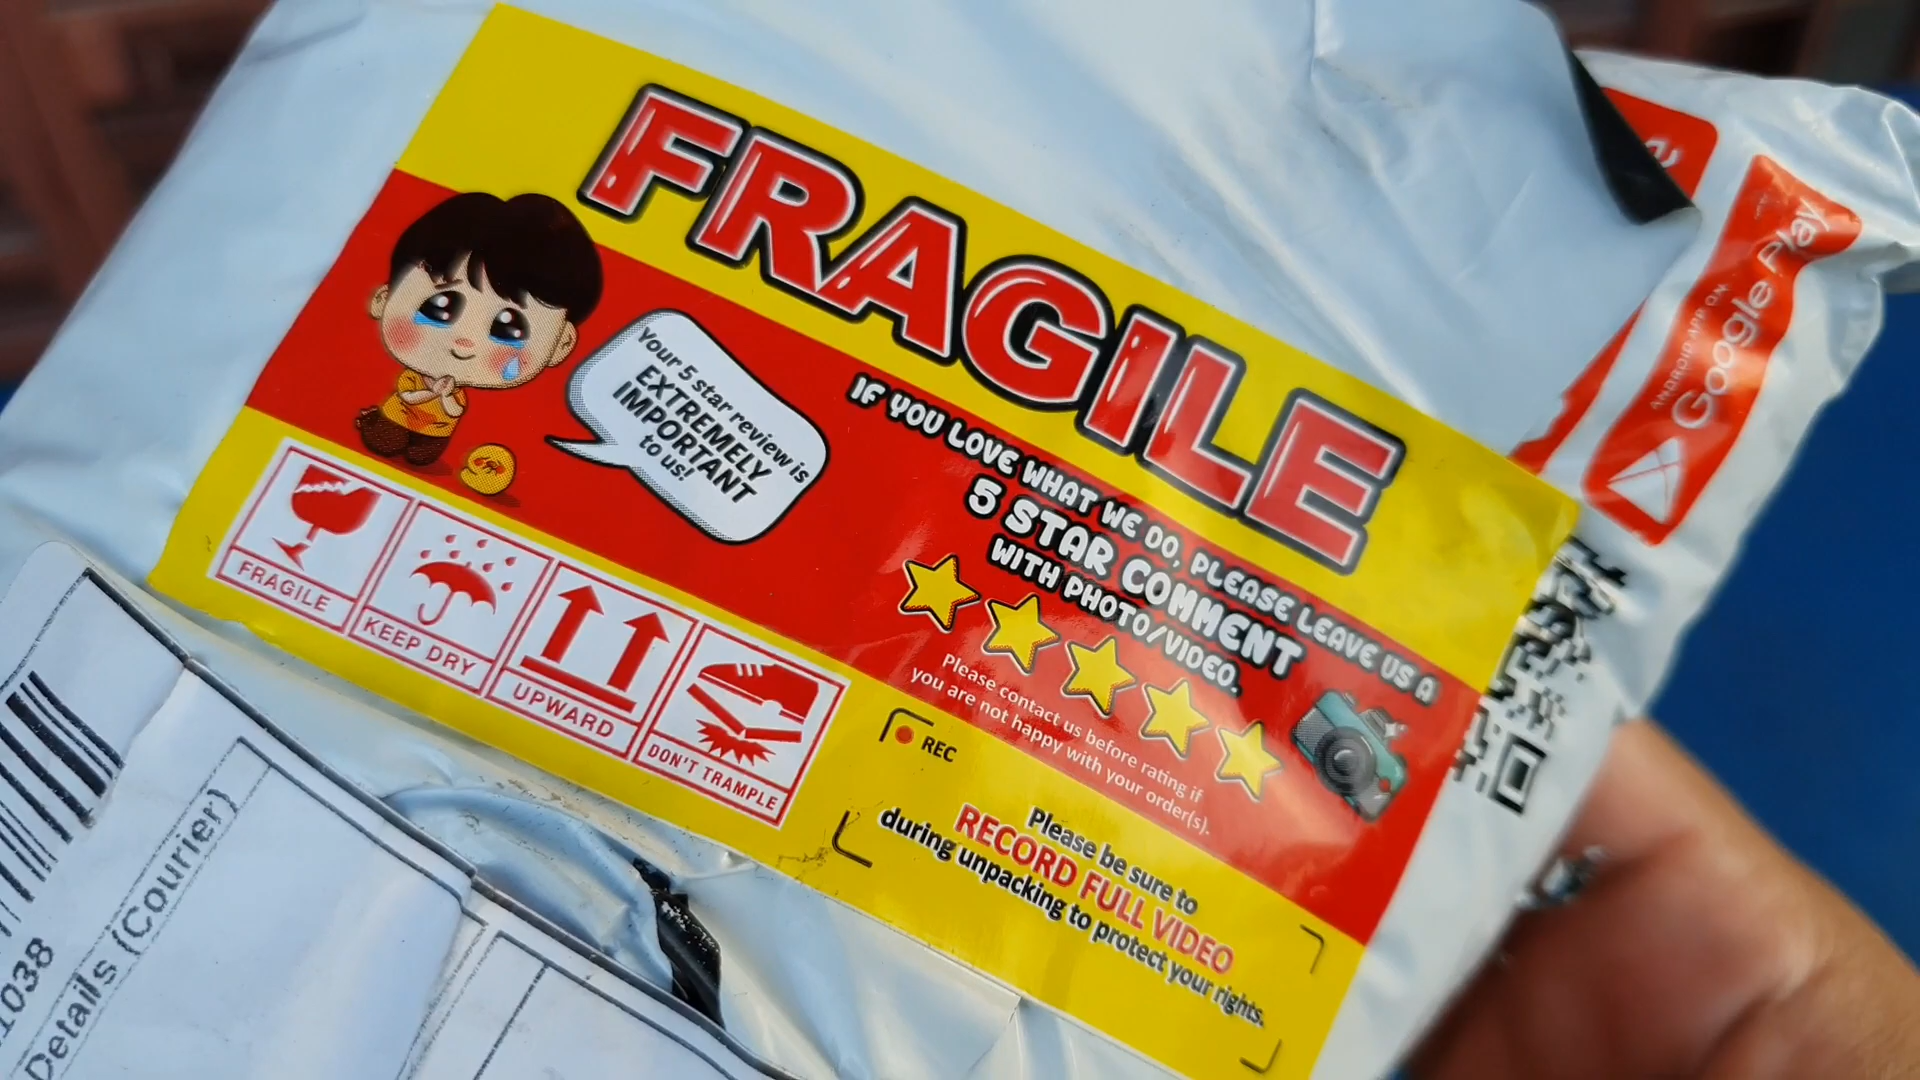 FRAGILE
Your 5 star review is
EXTREMELY
IMPORTANT
to us!
IF YOU LOVE WHAT WE DO, PLEASE LEAVE US A
5 STAR COMMENT
WITH PHOTO/VIDEO.
Please contact us before rating if
you are not happy with your order(s).
FRAGILE
KEEP DRY
UPWARD
DON'T TRAMPLE
REC
Please be sure to
RECORD FULL VIDEO
during unpacking to protect your rights.
ANDROID APP ON
Google Play
1038
Details (Courier)